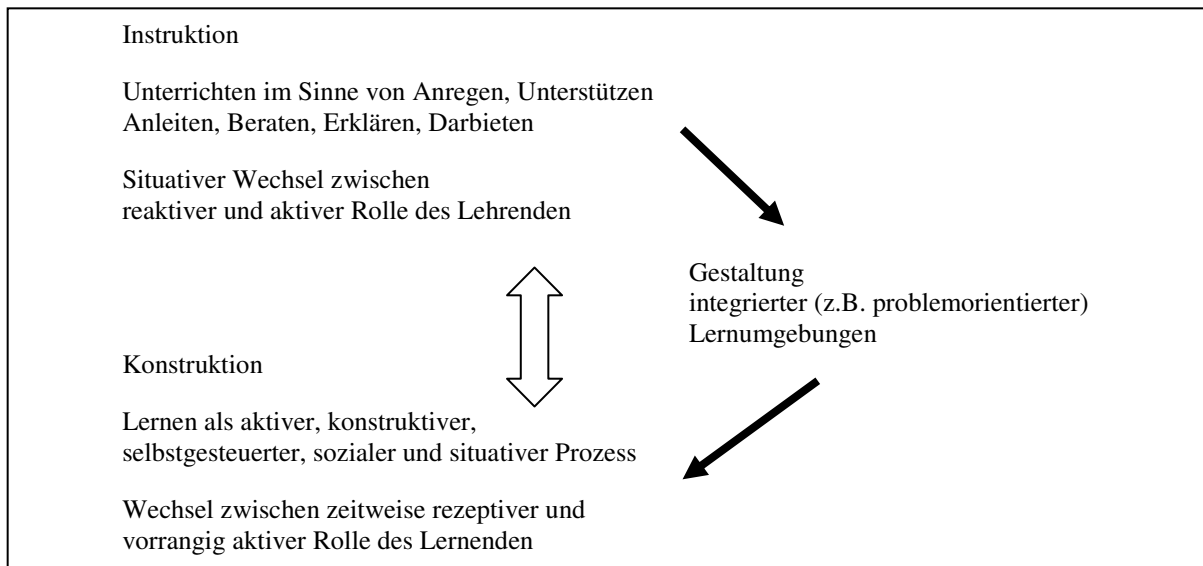 Instruktion
Unterrichten im Sinne von Anregen, Unterstützen
Anleiten, Beraten, Erklären, Darbieten
Situativer Wechsel zwischen
reaktiver und aktiver Rolle des Lehrenden
Gestaltung
integrierter (z.B. problemorientierter)
Lernumgebungen
Konstruktion
Lernen als aktiver, konstruktiver,
selbstgesteuerter, sozialer und situativer Prozess
Wechsel zwischen zeitweise rezeptiver und
vorrangig aktiver Rolle des Lernenden